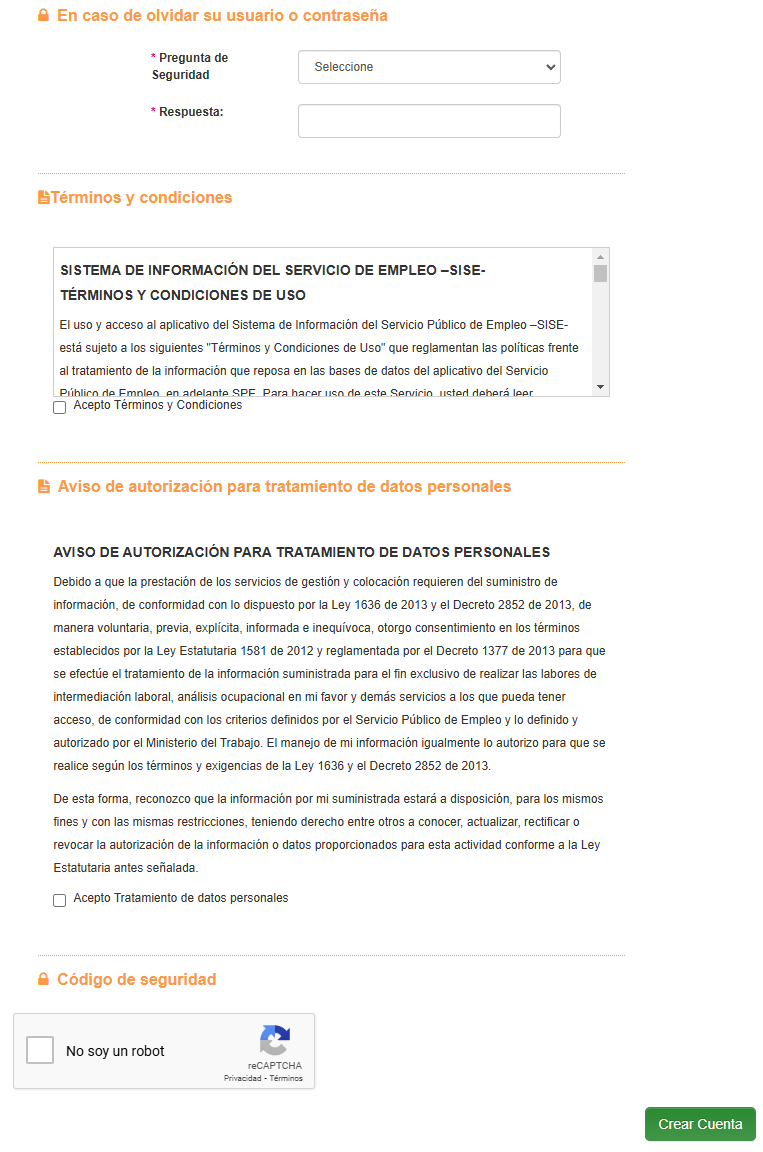 En caso de olvidar su usuario o contraseña
* Pregunta de
Seguridad
Seleccione
* Respuesta:
Términos y condiciones
SISTEMA DE INFORMACIÓN DEL SERVICIO DE EMPLEO –SISE-
TÉRMINOS Y CONDICIONES DE USO
El uso y acceso al aplicativo del Sistema de Información del Servicio Público de Empleo –SISE-
está sujeto a los siguientes "Términos y Condiciones de Uso" que reglamentan las políticas frente
al tratamiento de la información que reposa en las bases de datos del aplicativo del Servicio
Público de Empleo, en adelante SPE. Para hacer uso de este Servicio, usted deberá leer
Acepto Términos y Condiciones
Aviso de autorización para tratamiento de datos personales
AVISO DE AUTORIZACIÓN PARA TRATAMIENTO DE DATOS PERSONALES
Debido a que la prestación de los servicios de gestión y colocación requieren del suministro de
información, de conformidad con lo dispuesto por la Ley 1636 de 2013 y el Decreto 2852 de 2013, de
manera voluntaria, previa, explícita, informada e inequívoca, otorgo consentimiento en los términos
establecidos por la Ley Estatutaria 1581 de 2012 y reglamentada por el Decreto 1377 de 2013 para que
se efectúe el tratamiento de la información suministrada para el fin exclusivo de realizar las labores de
intermediación laboral, análisis ocupacional en mi favor y demás servicios a los que pueda tener
acceso, de conformidad con los criterios definidos por el Servicio Público de Empleo y lo definido y
autorizado por el Ministerio del Trabajo. El manejo de mi información igualmente lo autorizo para que se
realice según los términos y exigencias de la Ley 1636 y el Decreto 2852 de 2013.
De esta forma, reconozco que la información por mi suministrada estará a disposición, para los mismos
fines y con las mismas restricciones, teniendo derecho entre otros a conocer, actualizar, rectificar o
revocar la autorización de la información o datos proporcionados para esta actividad conforme a la Ley
Estatutaria antes señalada.
Acepto Tratamiento de datos personales
Código de seguridad
No soy un robot
reCAPTCHA
Privacidad - Términos
Crear Cuenta